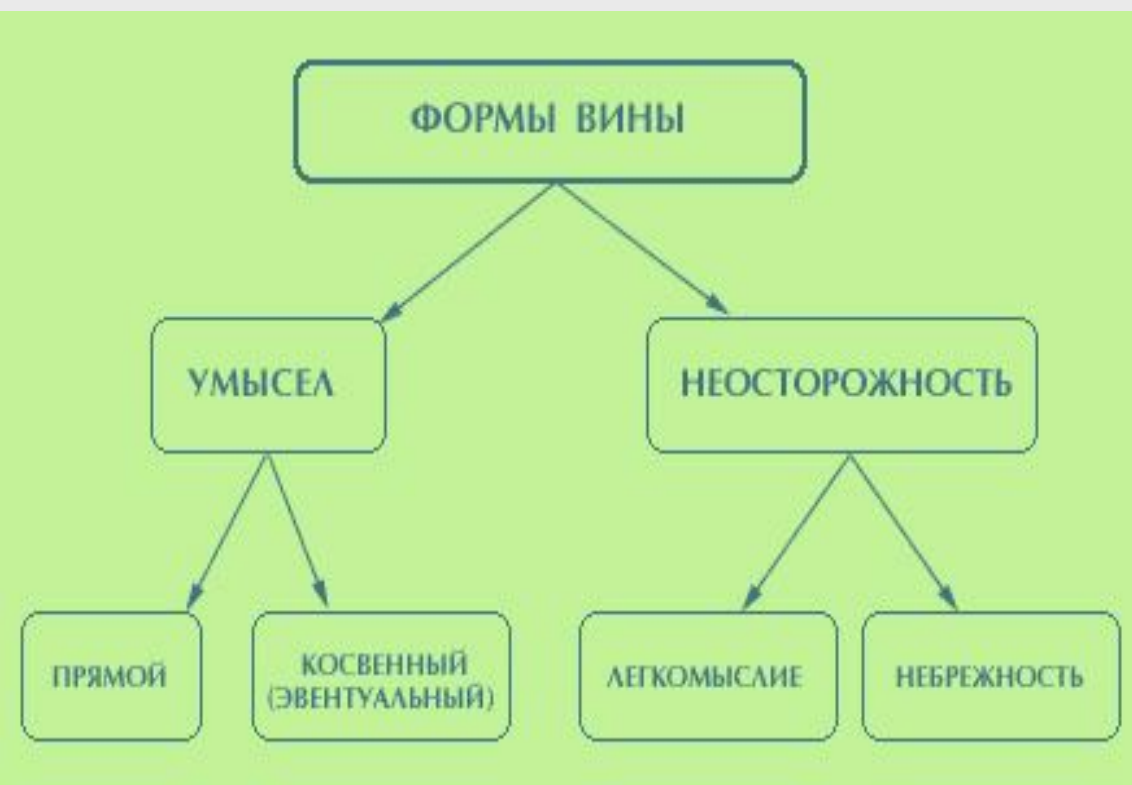 ФОРМЫ ВИНЫ
УМЫСЕЛ
НЕОСТОРОЖНОСТЬ
ПРЯМОЙ
КОСВЕННЫЙ
(ЭВЕНТУАЛЬНЫЙ)
ЛЕГКОМЫСЛИЕ
НЕБРЕЖНОСТЬ